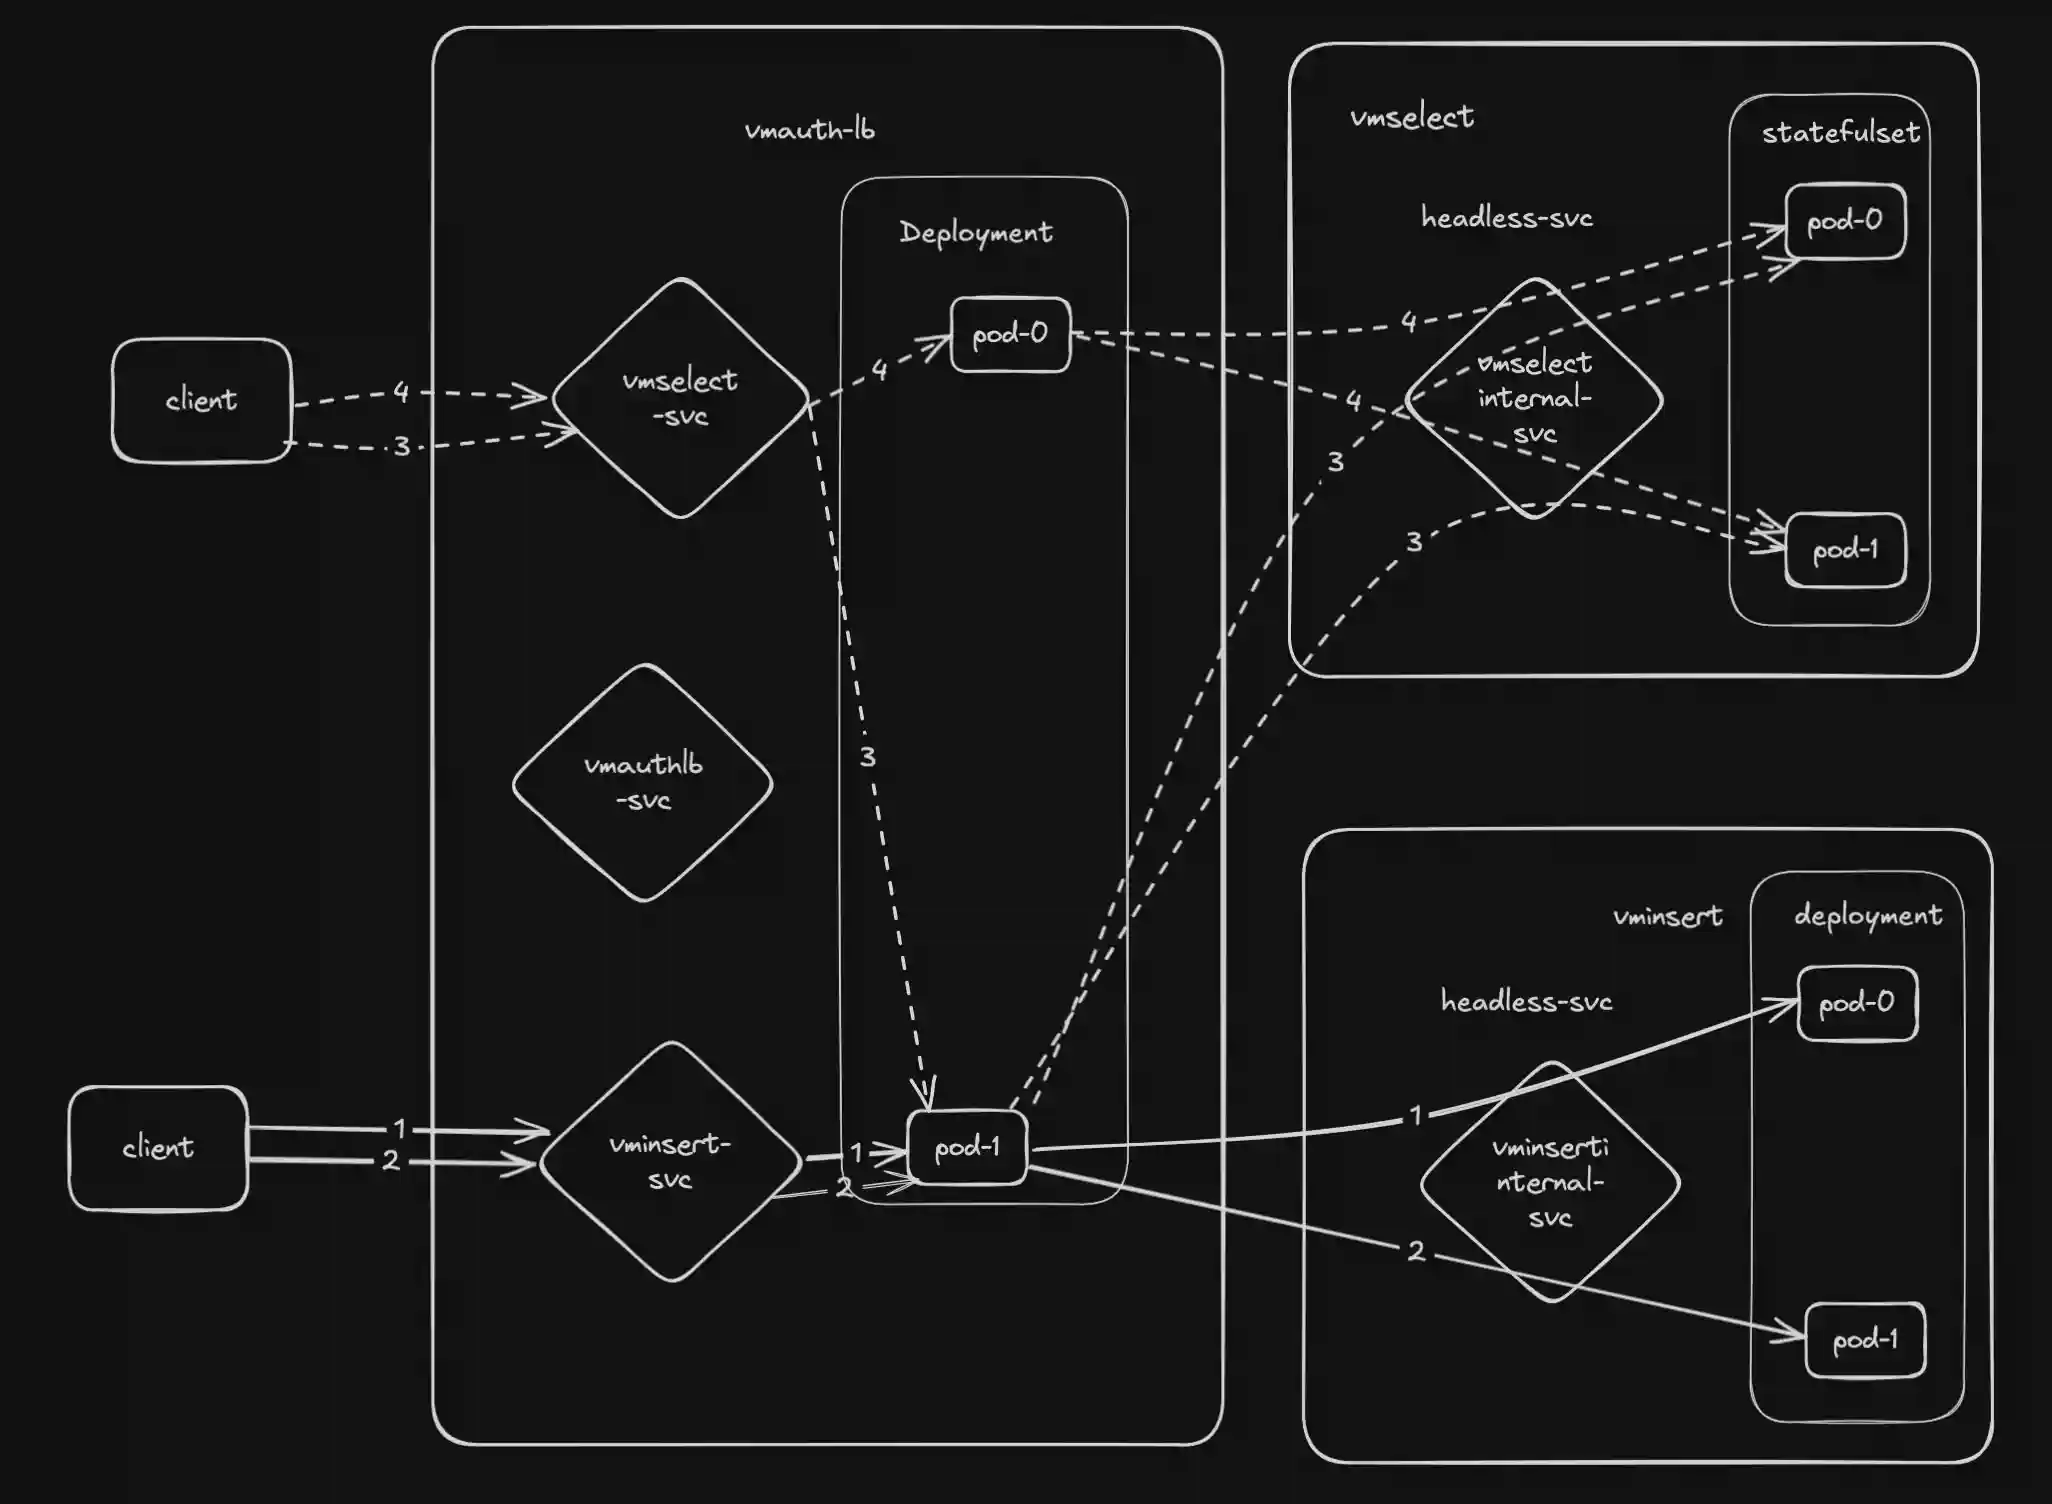 vmauth-lb
Deployment
client
4
3
vmselect
-svc
4
pod-0
3
vmauthlb
-svc
client
1
2
vminsert-
svc
1
2
pod-1
vmselect
statefulset
headless-svc
pod-0
4
vmselect
internal-
svc
4
3
3
pod-1
vminsert
deployment
headless-svc
pod-0
1
vminserti
nternal-
svc
2
pod-1